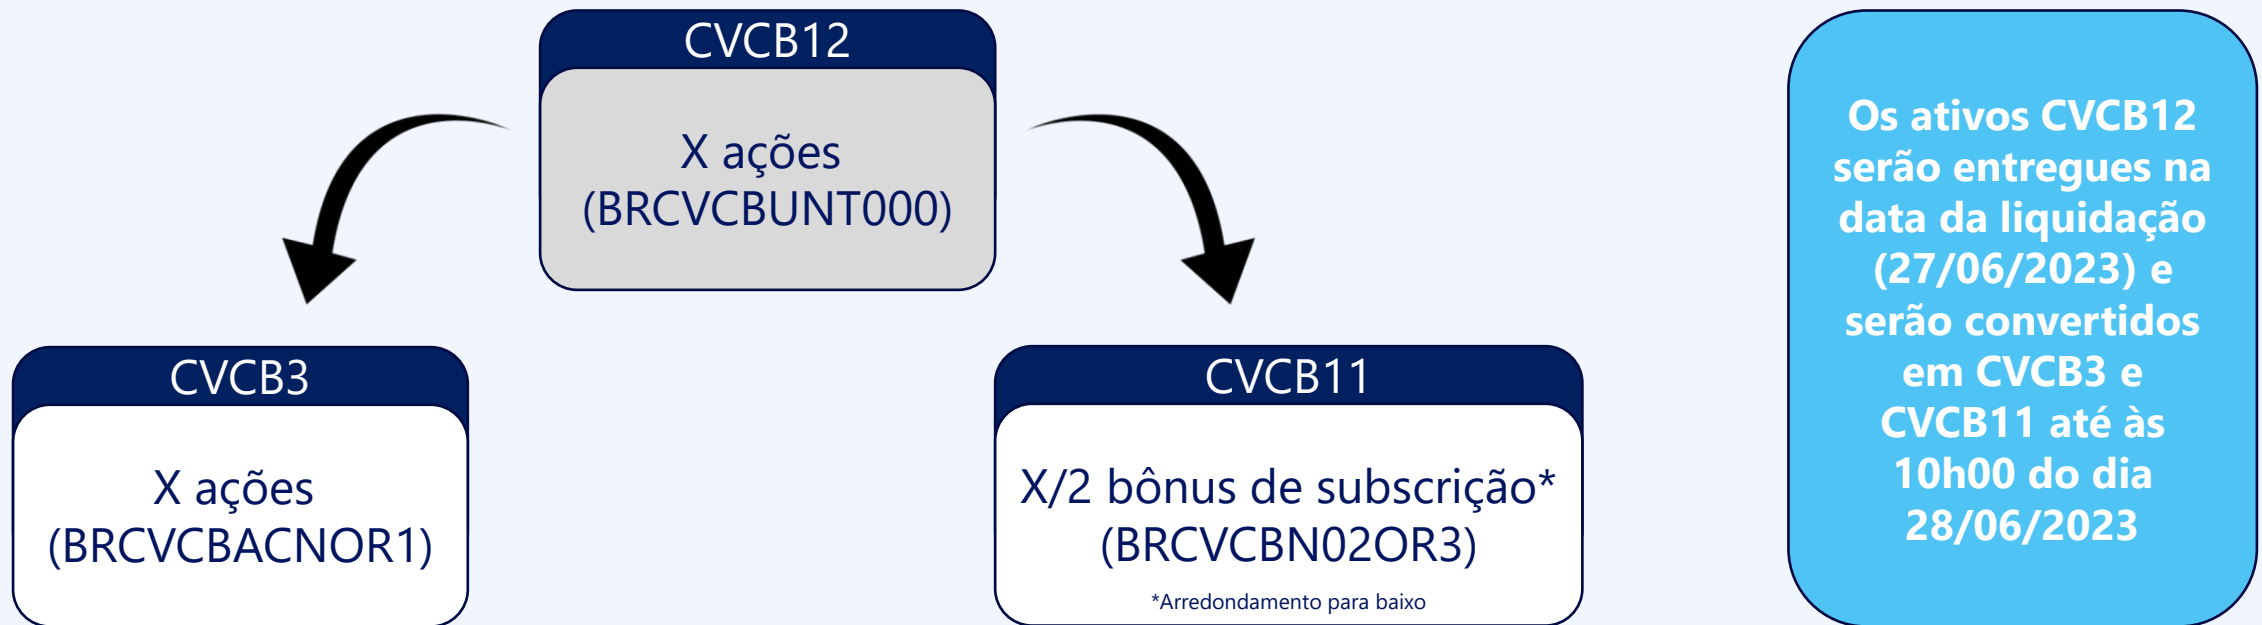 CVCB12
X ações
(BRCVCBUNT000)
CVCB3
X ações
(BRCVCBACNOR1)
CVCB11
X/2 bônus de subscrição*
(BRCVCBN02OR3)
*Arredondamento para baixo
Os ativos CVCB12
serão entregues na
data da liquidação
(27/06/2023) e
serão convertidos
em CVCB3 e
CVCB11 até às
10h00 do dia
28/06/2023